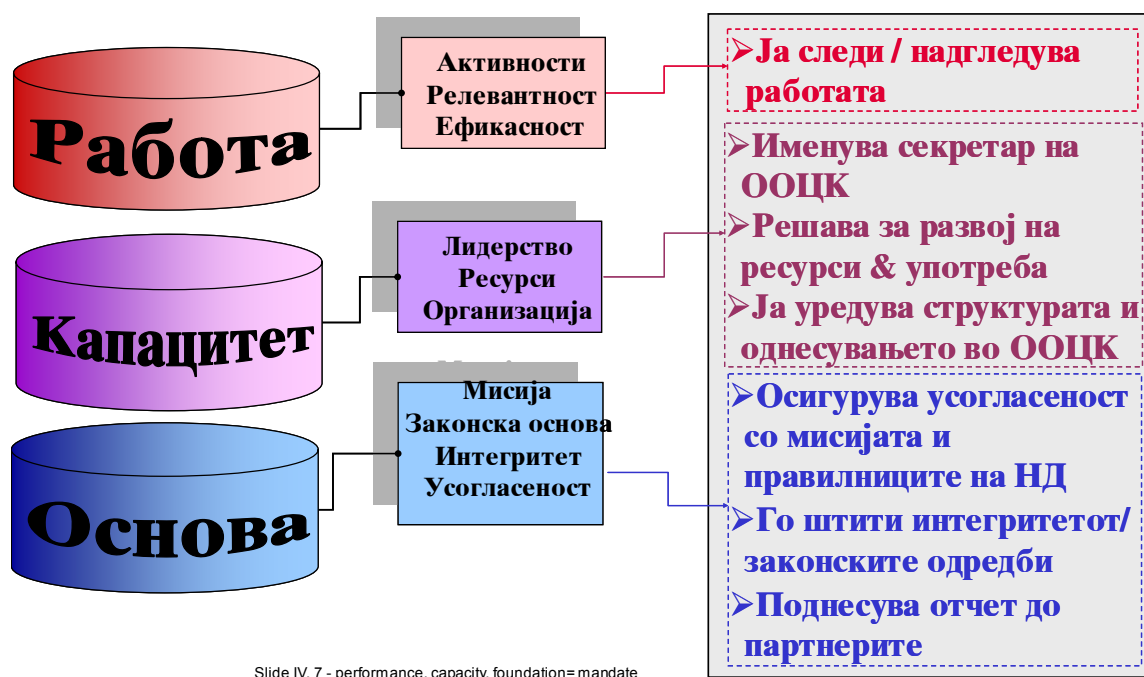 Работа
Активности
Релевантност
Ефикасност
➢Ја следи / надгледува
работата
Капацитет
Лидерство
Ресурси
Организација
➢Именува секретар на
ООЦК
➢Решава за развој на
ресурси & употреба
➢Ја уредува структурата и
однесувањето во ООЦК
Основа
Мисија
Законска основа
Интегритет
Усогласеност
➢Осигурува усогласеност
со мисијата и
правилниците на НД
➢Го штити интегритетот/
законските одредби
➢Поднесува отчет до
партнерите
Slide IV. 7 - performance, capacity, foundation= mandate